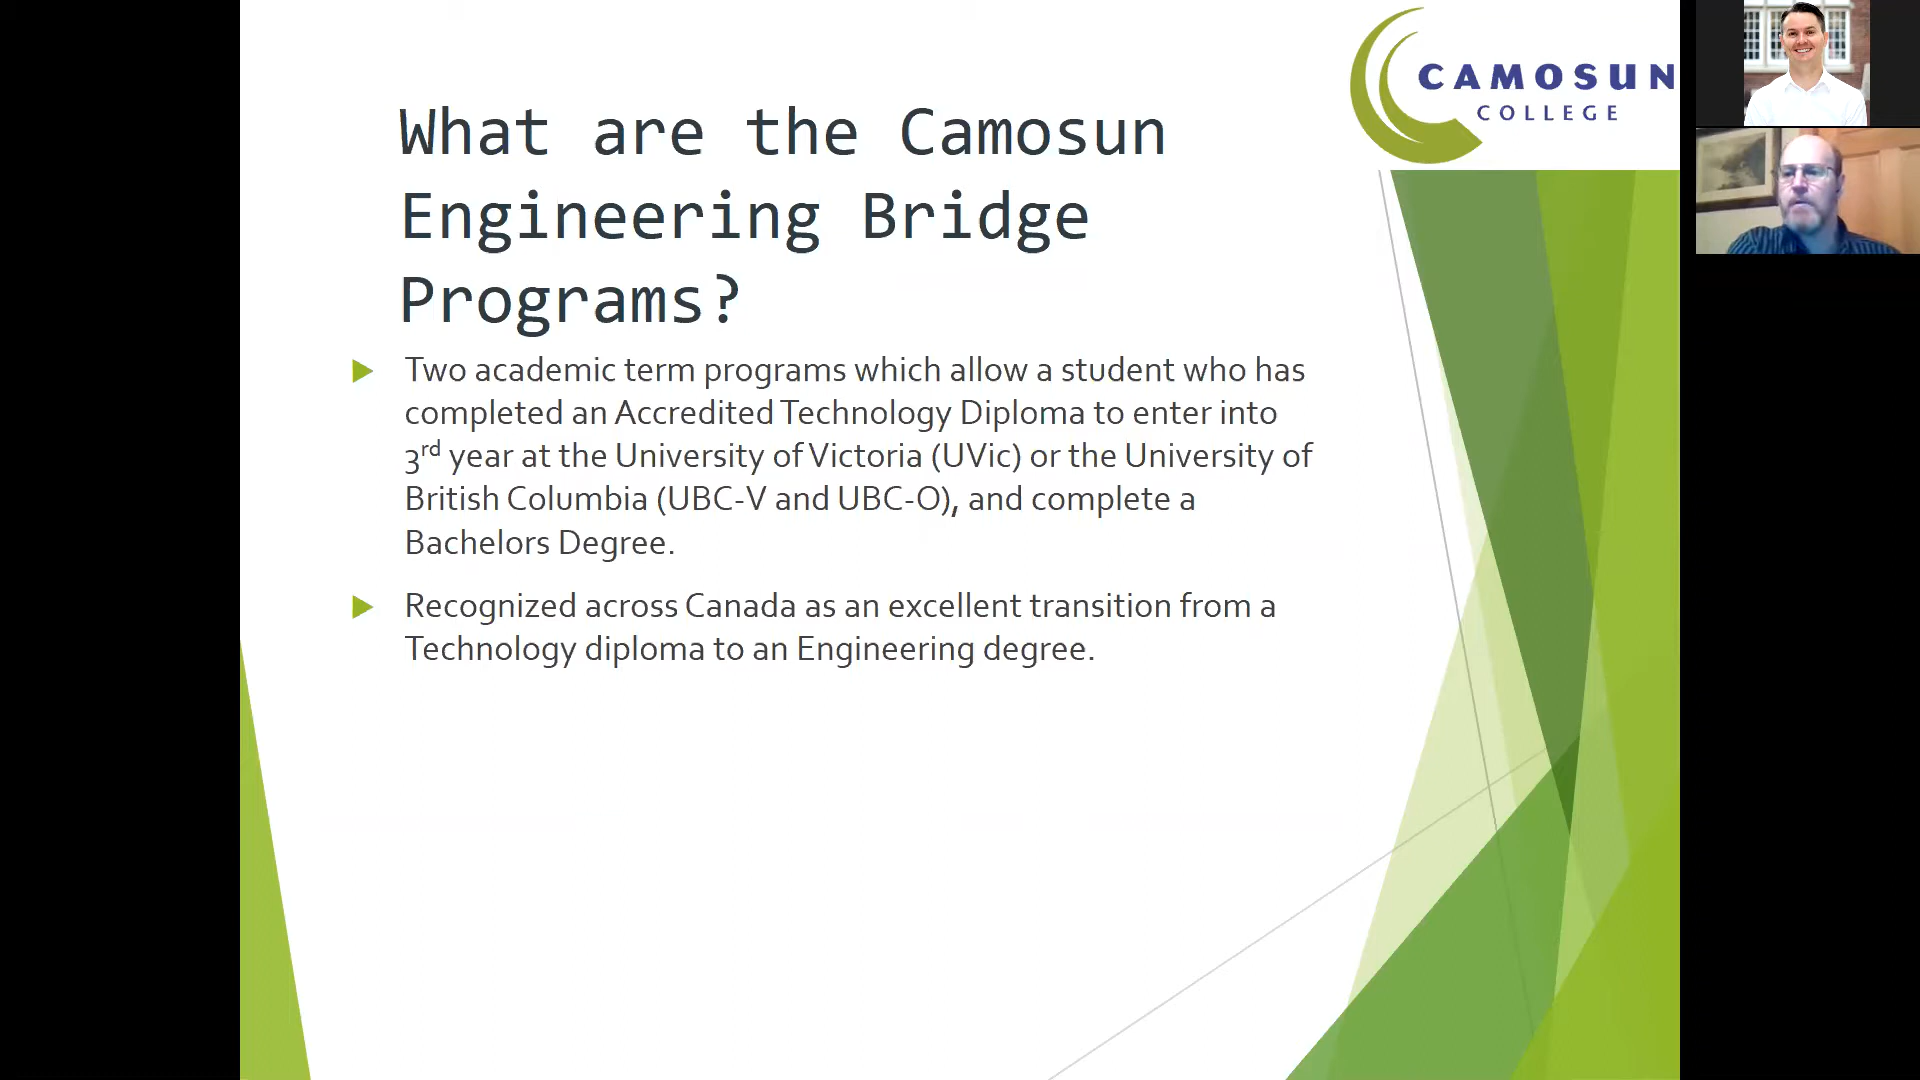 CAMOSUN
COLLEGE
What are the Camosun
Engineering Bridge
Programs?
Two academic term programs which allow a student who has
completed an Accredited Technology Diploma to enter into
3rd year at the University of Victoria (UVic) or the University of
British Columbia (UBC-V and UBC-O), and complete a
Bachelors Degree.
Recognized across Canada as an excellent transition from a
Technology diploma to an Engineering degree.